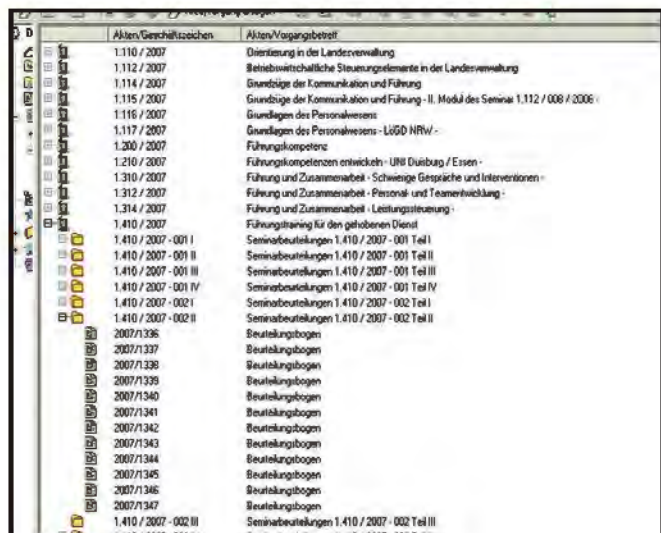 Akten/Geschäftszeichen Akten/Vorgangsbetreff
1.110 / 2007 Orientierung in der Landesverwaltung
1.112 / 2007 Betriebswirtschaftliche Steuerungselemente in der Landesverwaltung
1.114 / 2007 Grundzüge der Kommunikation und Führung
1.115 / 2007 Grundzüge der Kommunikation und Führung - II. Modul des Seminar 1.112 / 008 / 2006 -
1.116 / 2007 Grundlagen des Personalwesens
1.117 / 2007 Grundlagen des Personalwesens - LöGD NRW -
1.200 / 2007 Führungskompetenz
1.210 / 2007 Führungskompetenzen entwickeln - UNI Duisburg / Essen -
1.310 / 2007 Führung und Zusammenarbeit - Schwierige Gespräche und Interventionen -
1.312 / 2007 Führung und Zusammenarbeit - Personal- und Teamentwicklung -
1.314 / 2007 Führung und Zusammenarbeit - Leistungssteuerung -
1.410 / 2007 Führungstraining für den gehobenen Dienst
1.410 / 2007 - 001 I Seminarbeurteilungen 1.410 / 2007 - 001 Teil I
1.410 / 2007 - 001 II Seminarbeurteilungen 1.410 / 2007 - 001 Teil II
1.410 / 2007 - 001 III Seminarbeurteilungen 1.410 / 2007 - 001 Teil III
1.410 / 2007 - 001 IV Seminarbeurteilungen 1.410 / 2007 - 001 Teil IV
1.410 / 2007 - 002 I Seminarbeurteilungen 1.410 / 2007 - 002 Teil I
1.410 / 2007 - 002 II Seminarbeurteilungen 1.410 / 2007 - 002 Teil II
2007/1336 Beurteilungsbogen
2007/1337 Beurteilungsbogen
2007/1338 Beurteilungsbogen
2007/1339 Beurteilungsbogen
2007/1340 Beurteilungsbogen
2007/1341 Beurteilungsbogen
2007/1342 Beurteilungsbogen
2007/1343 Beurteilungsbogen
2007/1344 Beurteilungsbogen
2007/1345 Beurteilungsbogen
2007/1346 Beurteilungsbogen
2007/1347 Beurteilungsbogen
1.410 / 2007 - 002 III Seminarbeurteilungen 1.410 / 2007 - 002 Teil III